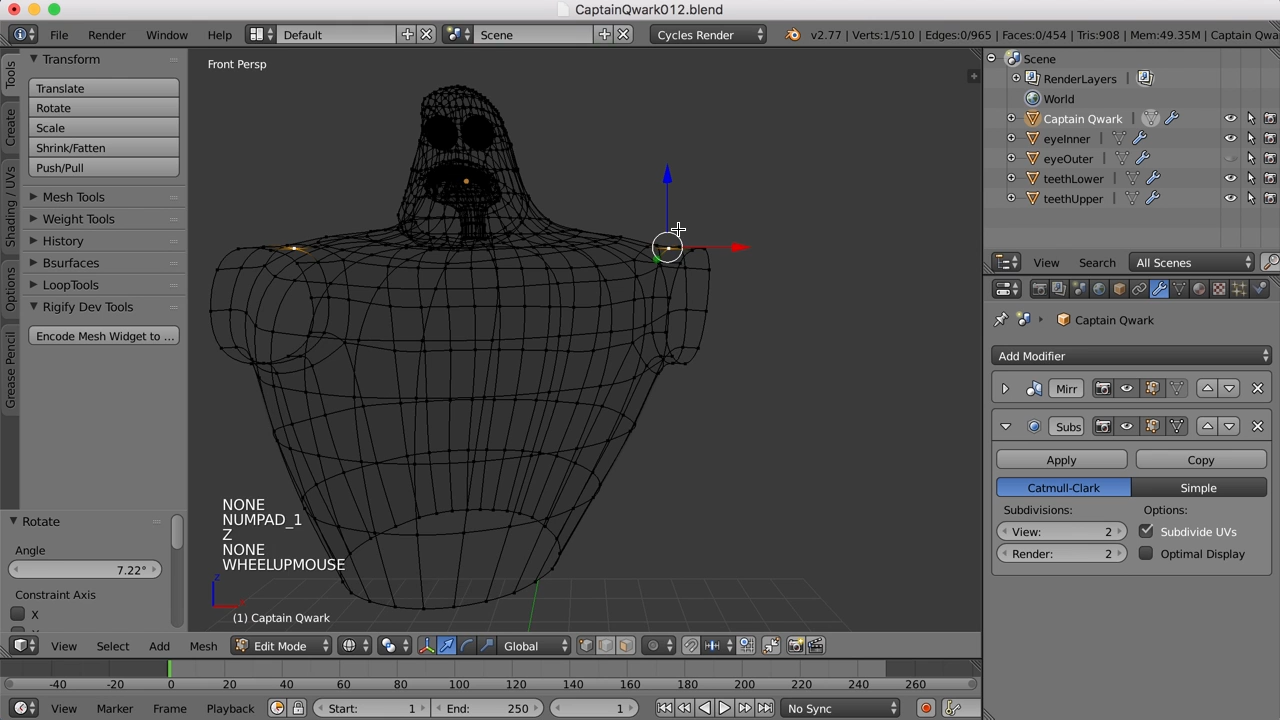 CaptainQwark012.blend
File Render Window Help Default Scene Cycles Render v2.77 | Verts:1/510 | Edges:0/965 | Faces:0/454 | Tris:908 | Mem:49.35M | Captain Qwa
Tools
Create
Shading / UVs
Options
Grease Pencil
Transform
Translate
Rotate
Scale
Shrink/Fatten
Push/Pull
Mesh Tools
Weight Tools
History
Bsurfaces
LoopTools
Rigify Dev Tools
Encode Mesh Widget to ...
Rotate
Angle
7.22°
Constraint Axis
X
Front Persp
NONE
NUMPAD_1
Z
NONE
WHEELUPMOUSE
z
(1) Captain Qwark
View Select Add Mesh Edit Mode Global
-40 -20 0 20 40 60 80 100 120 140 160 180 200 220 240 260
View Marker Frame Playback Start: 1 End: 250 1 No Sync
Scene
RenderLayers
World
Captain Qwark
eyeInner
eyeOuter
teethLower
teethUpper
View Search All Scenes
Captain Qwark
Add Modifier
Mirr
Subs
Apply Copy
Catmull-Clark Simple
Subdivisions: Options:
View: 2 Subdivide UVs
Render: 2 Optimal Display